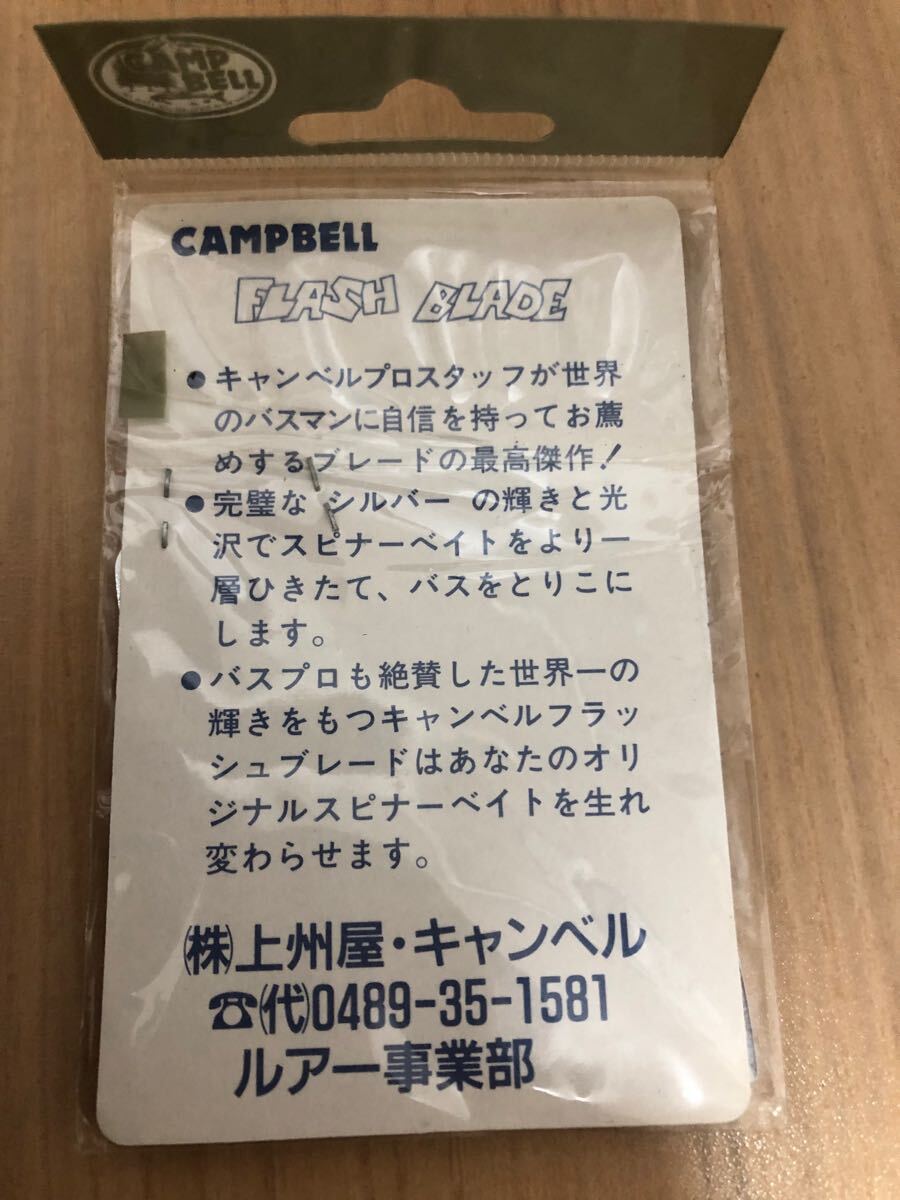 CAMP
BELL
CAMPBELL
FLASH BLADE
●キャンベルプロスタッフが世界
のバスマンに自信を持ってお薦
めするブレードの最高傑作！
●完璧な シルバー の輝きと光
沢でスピナーベイトをより一
層ひきたて、バスをとりこに
します。
●バスプロも絶賛した世界一の
輝きをもつキャンベルフラッ
シュブレードはあなたのオリ
ジナルスピナーベイトを生れ
変わらせます。
㈱上州屋・キャンベル
☎㈹0489-35-1581
ルアー事業部